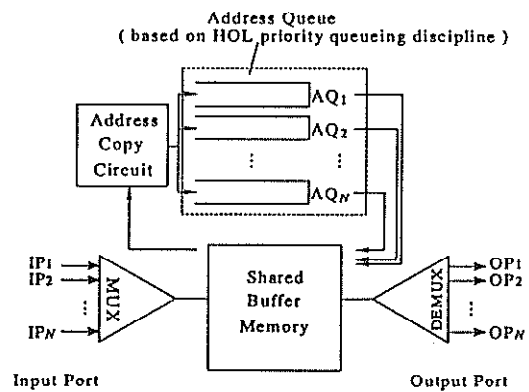 Address Queue
( based on HOL priority queueing discipline )
AQ1
Address
Copy
Circuit
AQ2
⋮ ⋮
AQN
IP1
IP2
⋮
IPN
MUX
Shared
Buffer
Memory
DEMUX
OP1
OP2
⋮
OPN
Input Port
Output Port